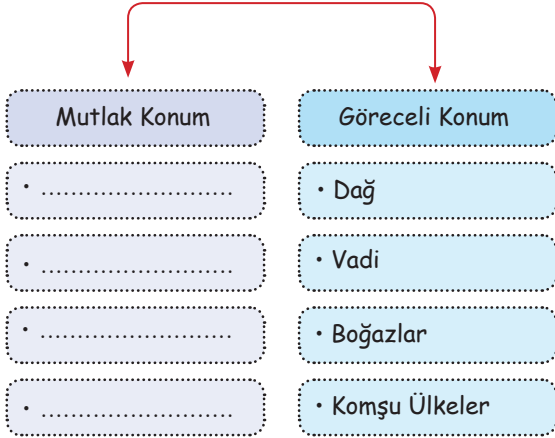 Mutlak Konum
Göreceli Konum
• ..........................
• Dağ
• ..........................
• Vadi
• ..........................
• Boğazlar
• ..........................
• Komşu Ülkeler